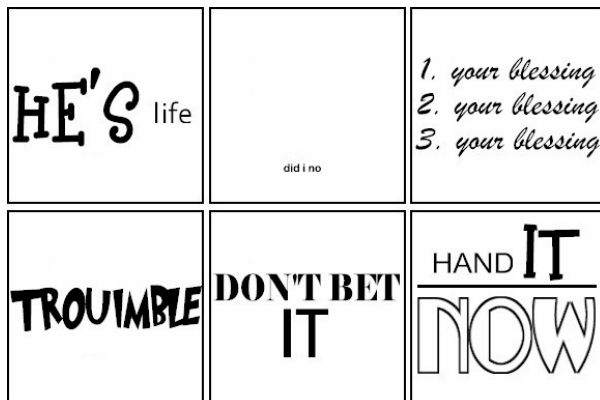 HE'S life
did i no
1. your blessing
2. your blessing
3. your blessing
TROUIMBLE
DON'T BET
IT
HAND IT
NOW